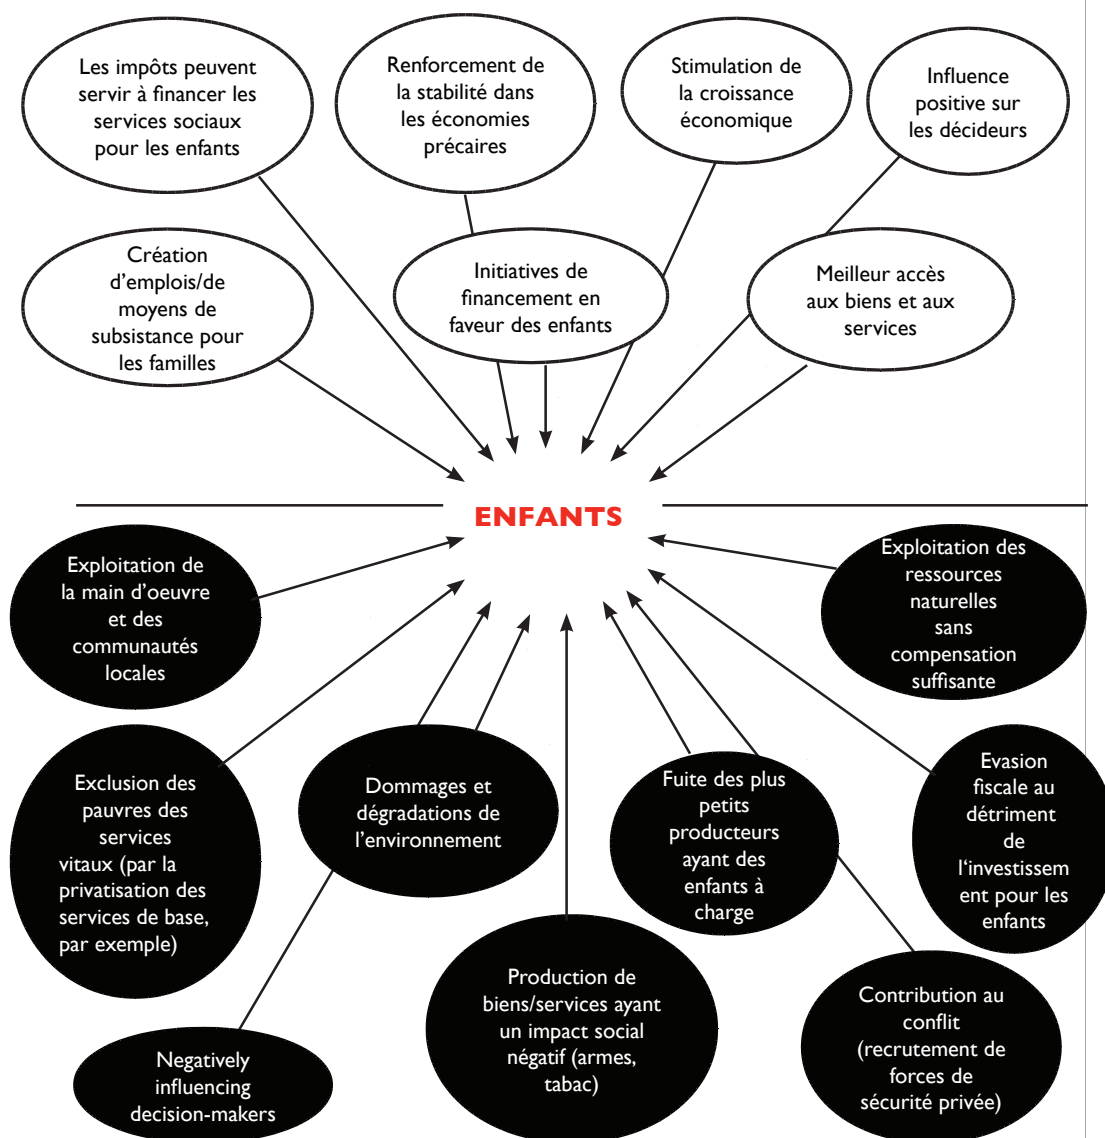 Les impôts peuvent
servir à financer les
services sociaux
pour les enfants
Renforcement de
la stabilité dans
les économies
précaires
Stimulation de
la croissance
économique
Influence
positive sur
les décideurs
Création
d'emplois/de
moyens de
subsistance pour
les familles
Initiatives de
financement en
faveur des enfants
Meilleur accès
aux biens et aux
services
ENFANTS
Exploitation de
la main d'oeuvre
et des
communautés
locales
Exploitation des
ressources
naturelles
sans
compensation
suffisante
Exclusion des
pauvres des
services
vitaux (par la
privatisation des
services de base,
par exemple)
Dommages et
dégradations de
l'environnement
Fuite des plus
petits
producteurs
ayant des
enfants à
charge
Evasion
fiscale au
détriment
de
l'investissem
ent pour les
enfants
Negatively
influencing
decision-makers
Production de
biens/services ayant
un impact social
négatif (armes,
tabac)
Contribution au
conflit
(recrutement de
forces de
sécurité privée)